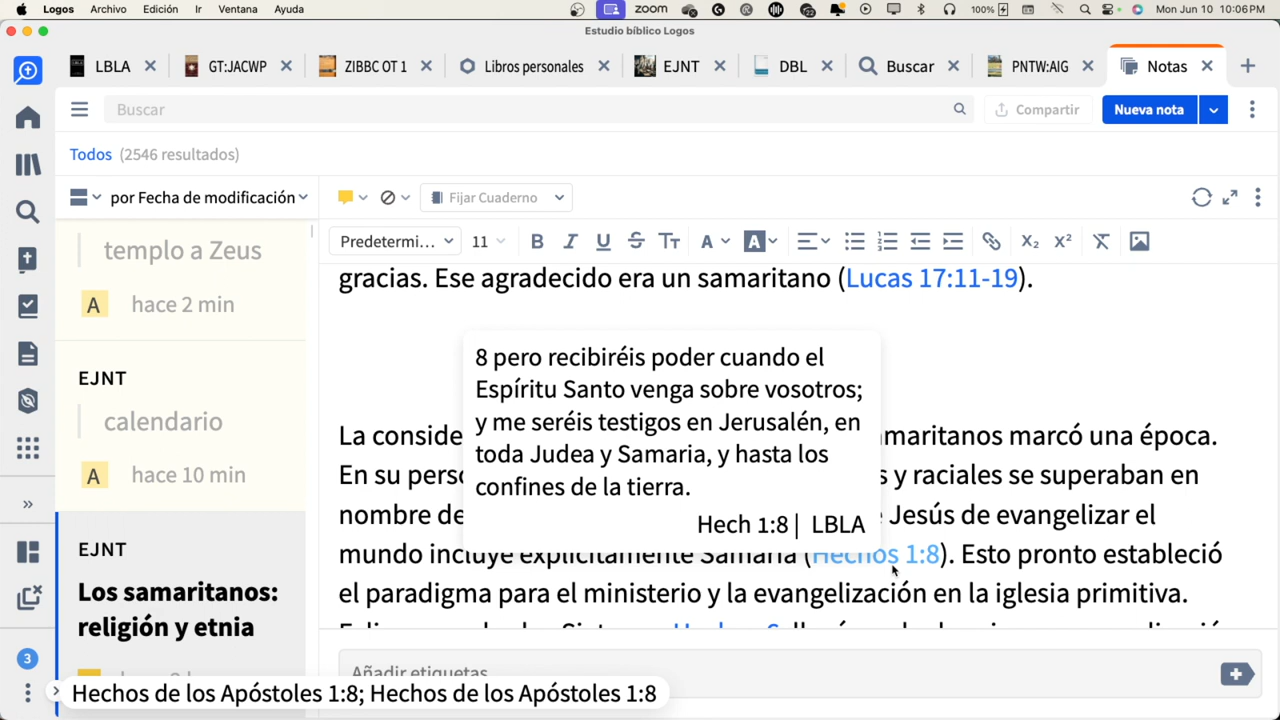 Logos Archivo Edición Ir Ventana Ayuda zoom 100% Mon Jun 10 10:06 PM
Estudio bíblico Logos
LBLA GT:JACWP ZIBBC OT 1 Libros personales EJNT DBL Buscar PNTW:AIG Notas
Buscar Compartir Nueva nota
Todos (2546 resultados)
por Fecha de modificación Fijar Cuaderno
Predetermi... 11 B I U S Tt A A X₂ X²
templo a Zeus
A hace 2 min
EJNT
calendario
A hace 10 min
EJNT
Los samaritanos:
religión y etnia
gracias. Ese agradecido era un samaritano (Lucas 17:11-19).
8 pero recibiréis poder cuando el
Espíritu Santo venga sobre vosotros;
y me seréis testigos en Jerusalén, en
toda Judea y Samaria, y hasta los
confines de la tierra.
Hech 1:8 | LBLA
La conside maritanos marcó una época.
En su perso s y raciales se superaban en
nombre de Jesús de evangelizar el
mundo incluye explícitamente Samaria (Hechos 1:8). Esto pronto estableció
el paradigma para el ministerio y la evangelización en la iglesia primitiva.
Añadir etiquetas
3
Hechos de los Apóstoles 1:8; Hechos de los Apóstoles 1:8